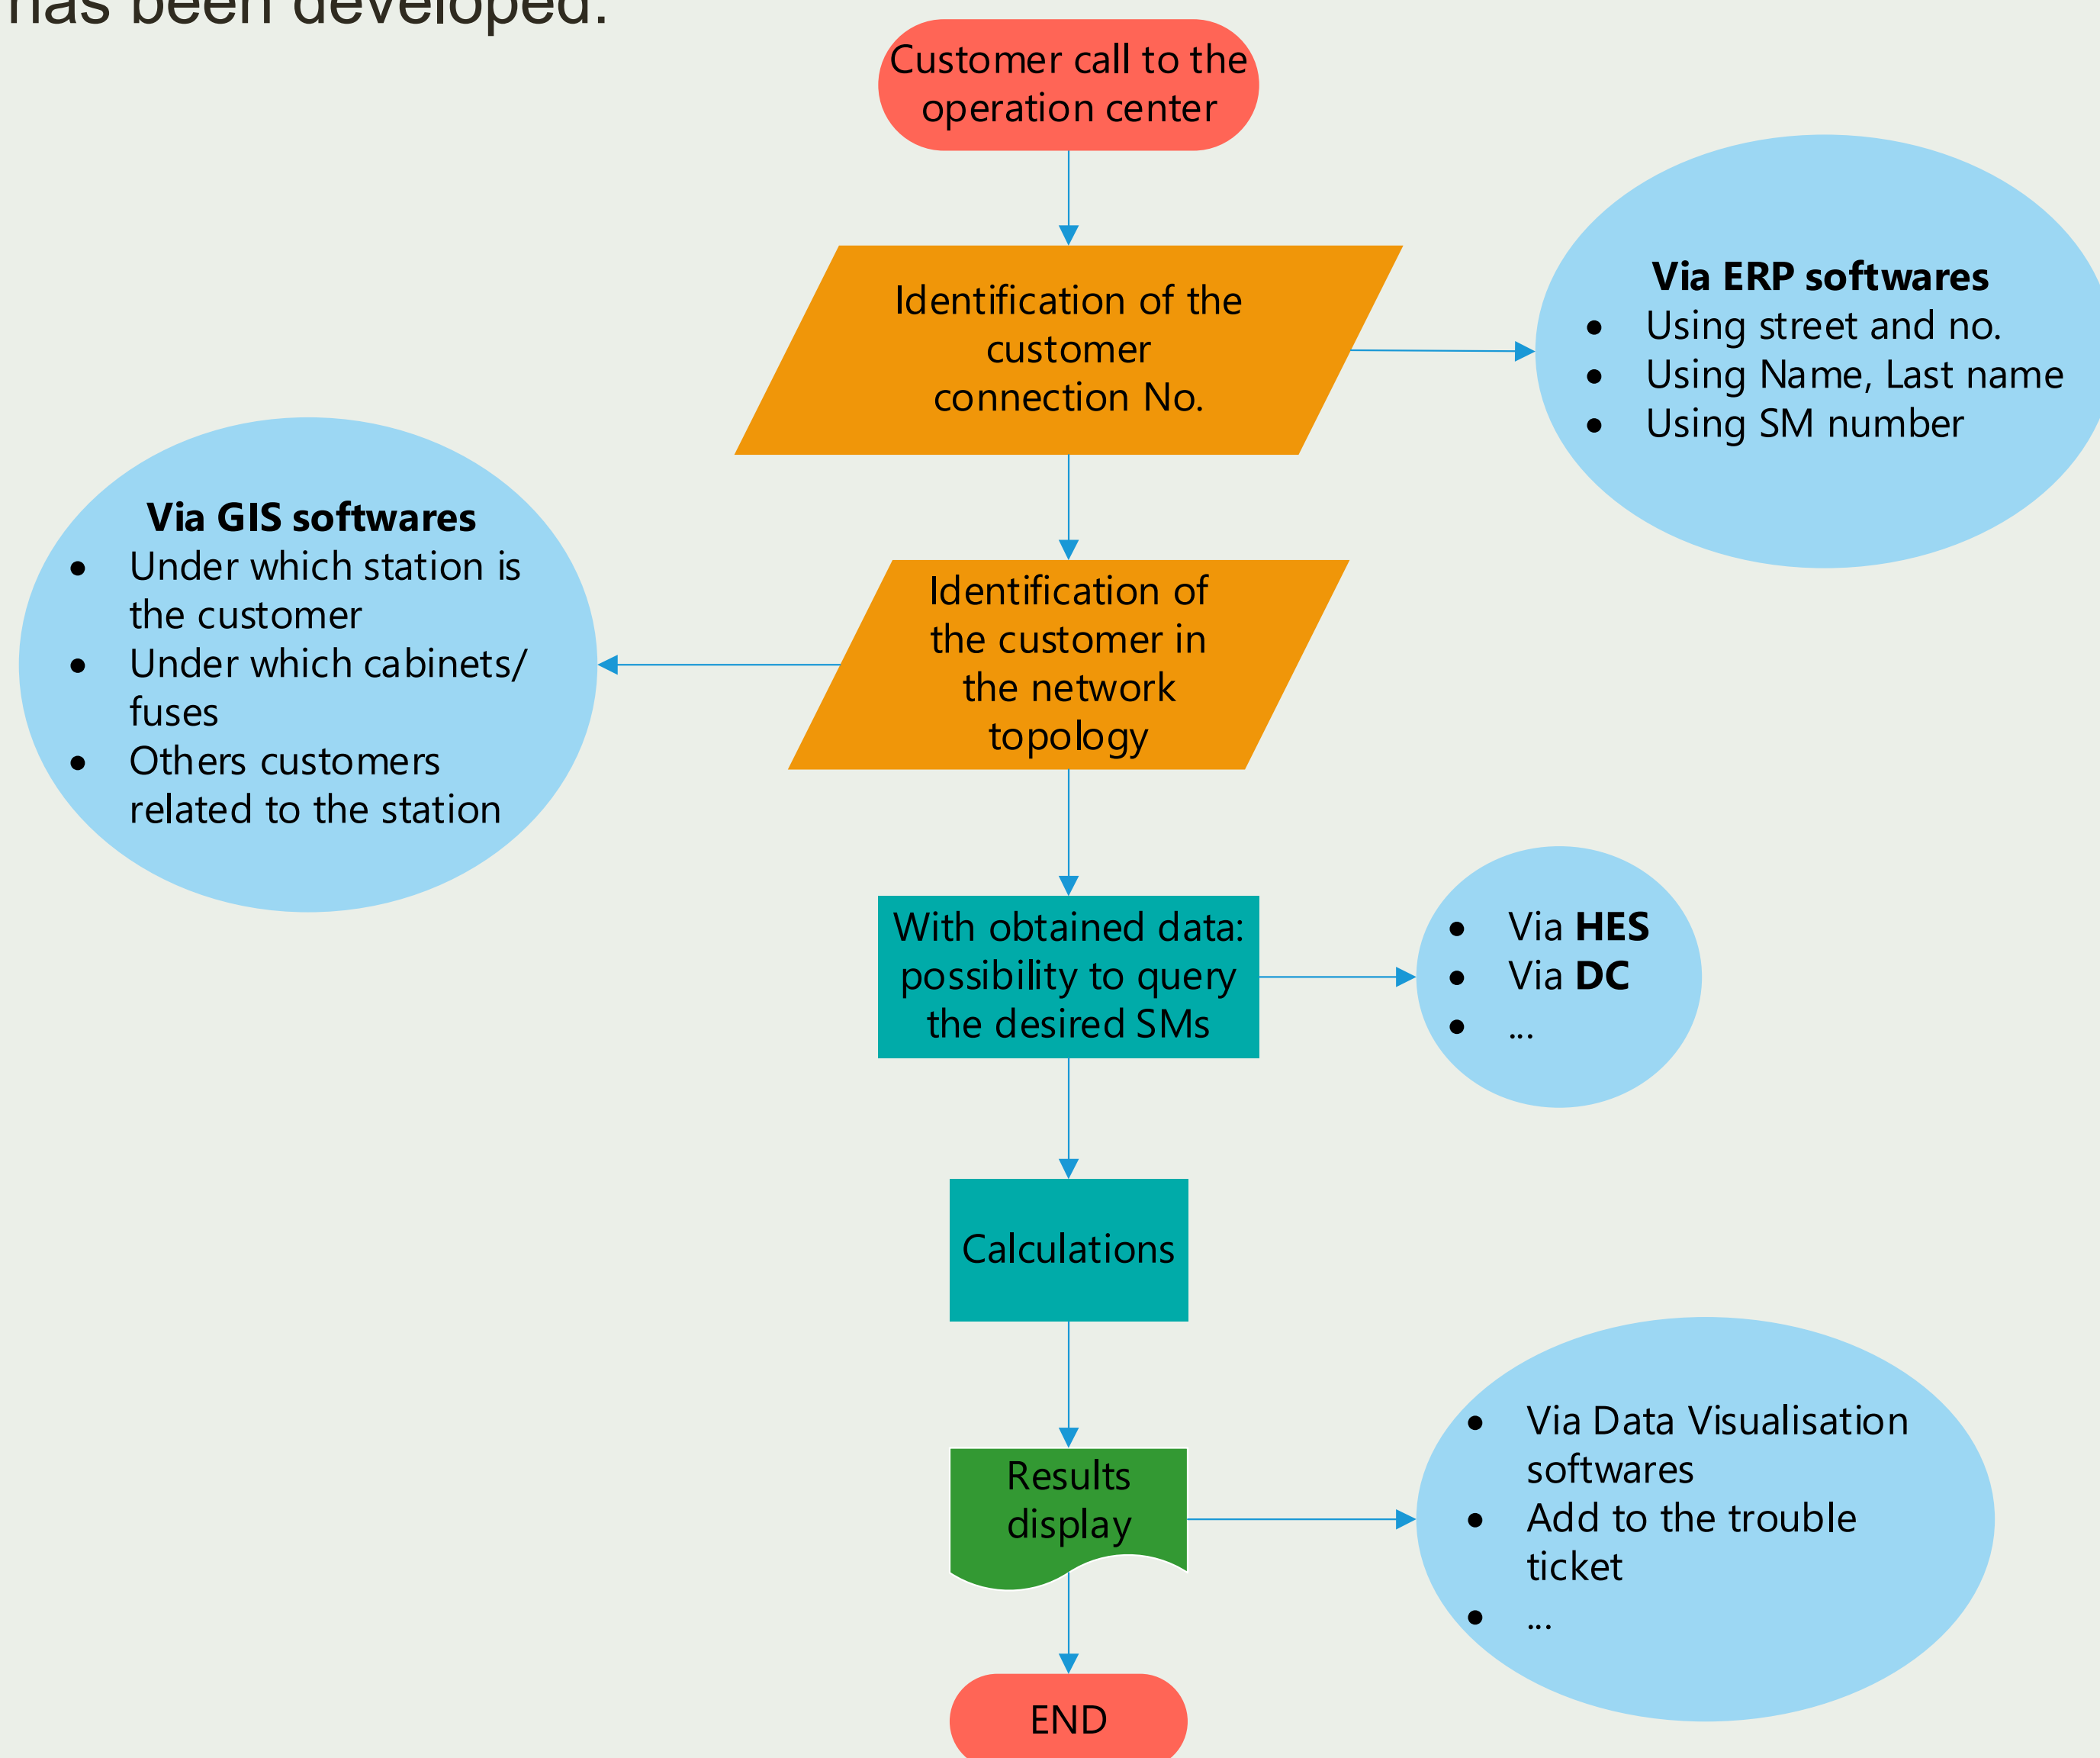 has been developed.
Customer call to the
operation center
Identification of the
customer
connection No.
Via ERP softwares
• Using street and no.
• Using Name, Last name
• Using SM number
Via GIS softwares
• Under which station is
the customer
• Under which cabinets/
fuses
• Others customers
related to the station
Identification of
the customer in
the network
topology
With obtained data:
possibility to query
the desired SMs
• Via HES
• Via DC
• ...
Calculations
Results
display
• Via Data Visualisation
softwares
• Add to the trouble
ticket
• ...
END